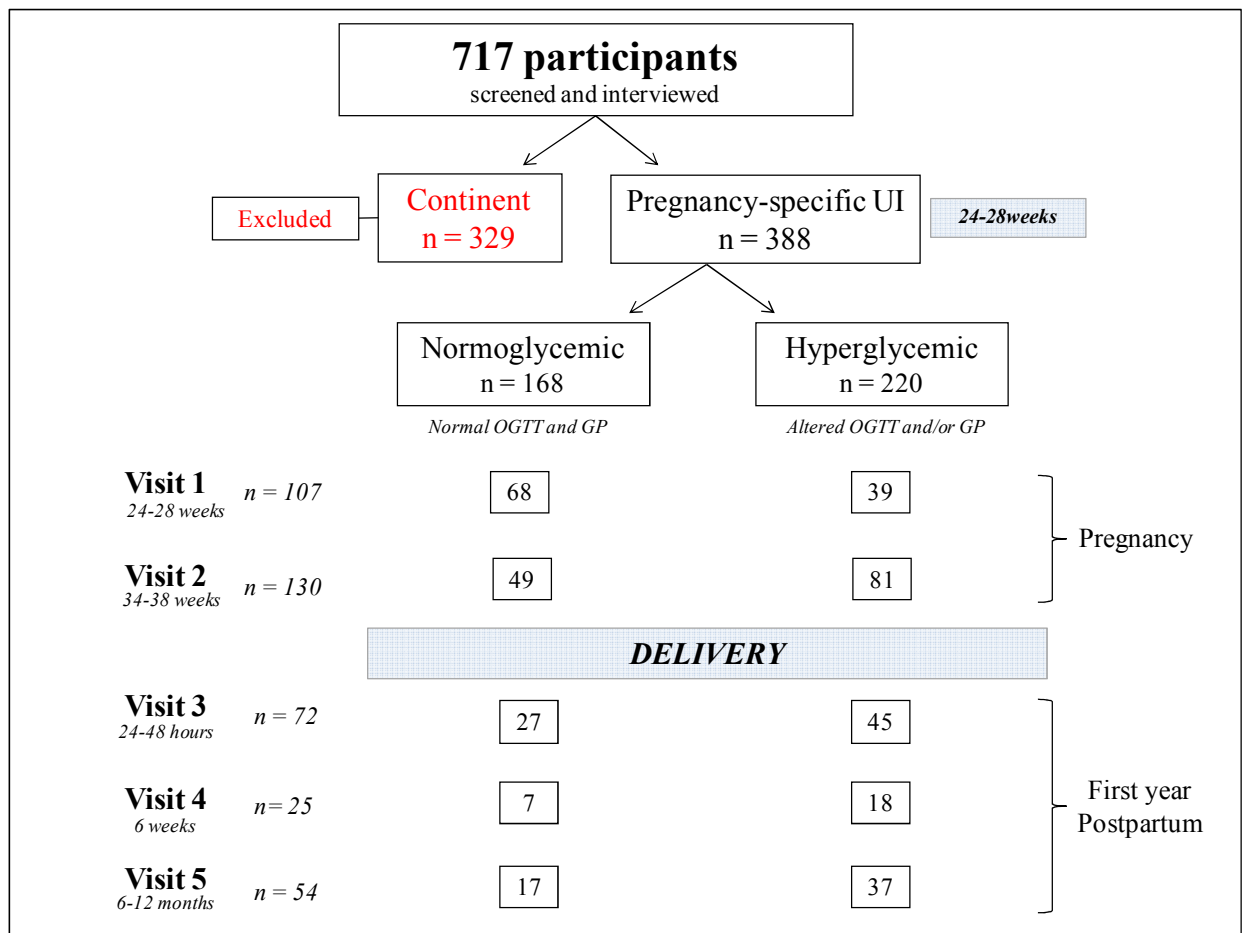 717 participants
screened and interviewed
Excluded
Continent
n = 329
Pregnancy-specific UI
n = 388
24-28weeks
Normoglycemic
n = 168
Hyperglycemic
n = 220
Normal OGTT and GP
Altered OGTT and/or GP
Visit 1
24-28 weeks
n = 107
68
39
Pregnancy
Visit 2
34-38 weeks
n = 130
49
81
DELIVERY
Visit 3
24-48 hours
n = 72
27
45
First year
Postpartum
Visit 4
6 weeks
n= 25
7
18
Visit 5
6-12 months
n = 54
17
37